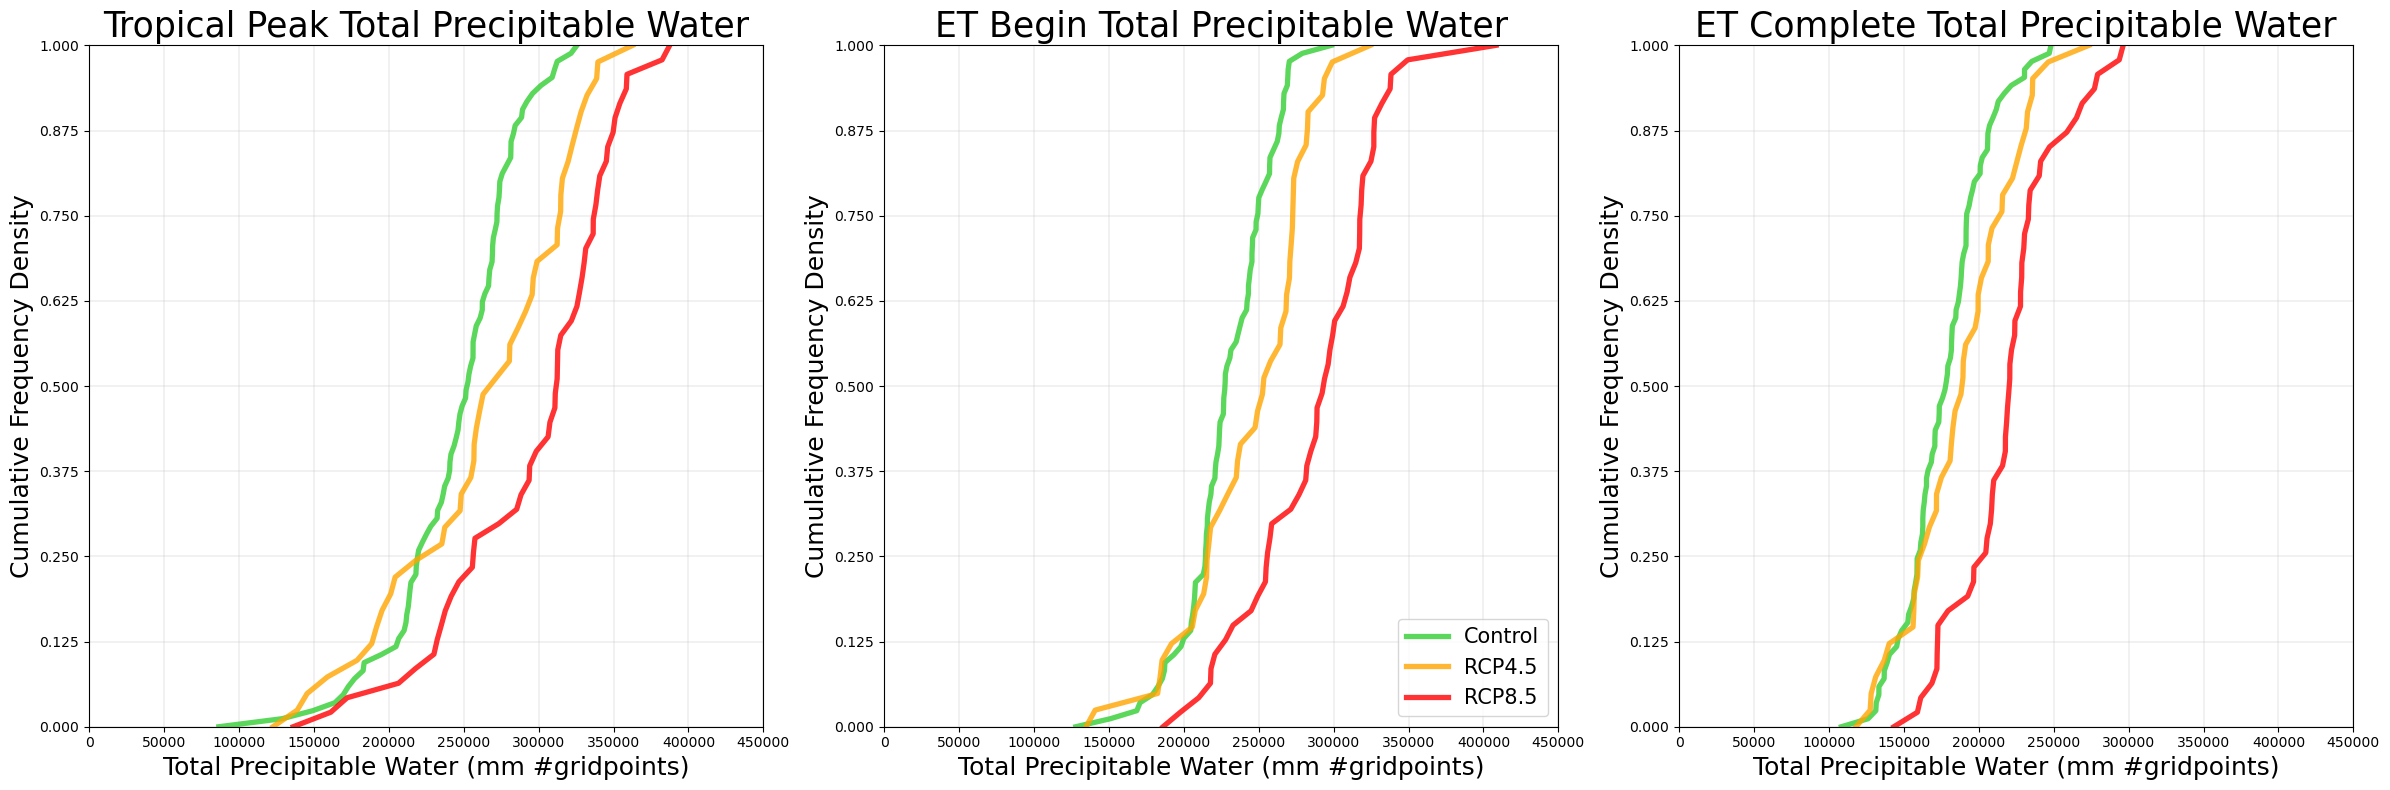 Tropical Peak Total Precipitable Water
1.000
0.875
0.750
0.625
0.500
0.375
0.250
0.125
0.000
Cumulative Frequency Density
0 50000 100000 150000 200000 250000 300000 350000 400000 450000
Total Precipitable Water (mm #gridpoints)
ET Begin Total Precipitable Water
1.000
0.875
0.750
0.625
0.500
0.375
0.250
0.125
0.000
Cumulative Frequency Density
Control
RCP4.5
RCP8.5
0 50000 100000 150000 200000 250000 300000 350000 400000 450000
Total Precipitable Water (mm #gridpoints)
ET Complete Total Precipitable Water
1.000
0.875
0.750
0.625
0.500
0.375
0.250
0.125
0.000
Cumulative Frequency Density
0 50000 100000 150000 200000 250000 300000 350000 400000 450000
Total Precipitable Water (mm #gridpoints)